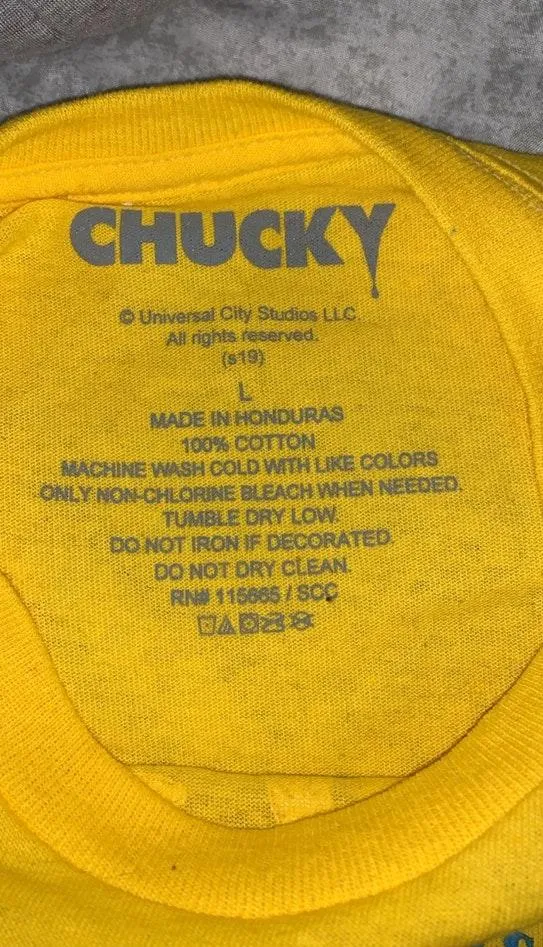 CHUCKY
© Universal City Studios LLC
All rights reserved.
(s19)
L
MADE IN HONDURAS
100% COTTON
MACHINE WASH COLD WITH LIKE COLORS
ONLY NON-CHLORINE BLEACH WHEN NEEDED.
TUMBLE DRY LOW.
DO NOT IRON IF DECORATED.
DO NOT DRY CLEAN.
RN# 115665 / SCC